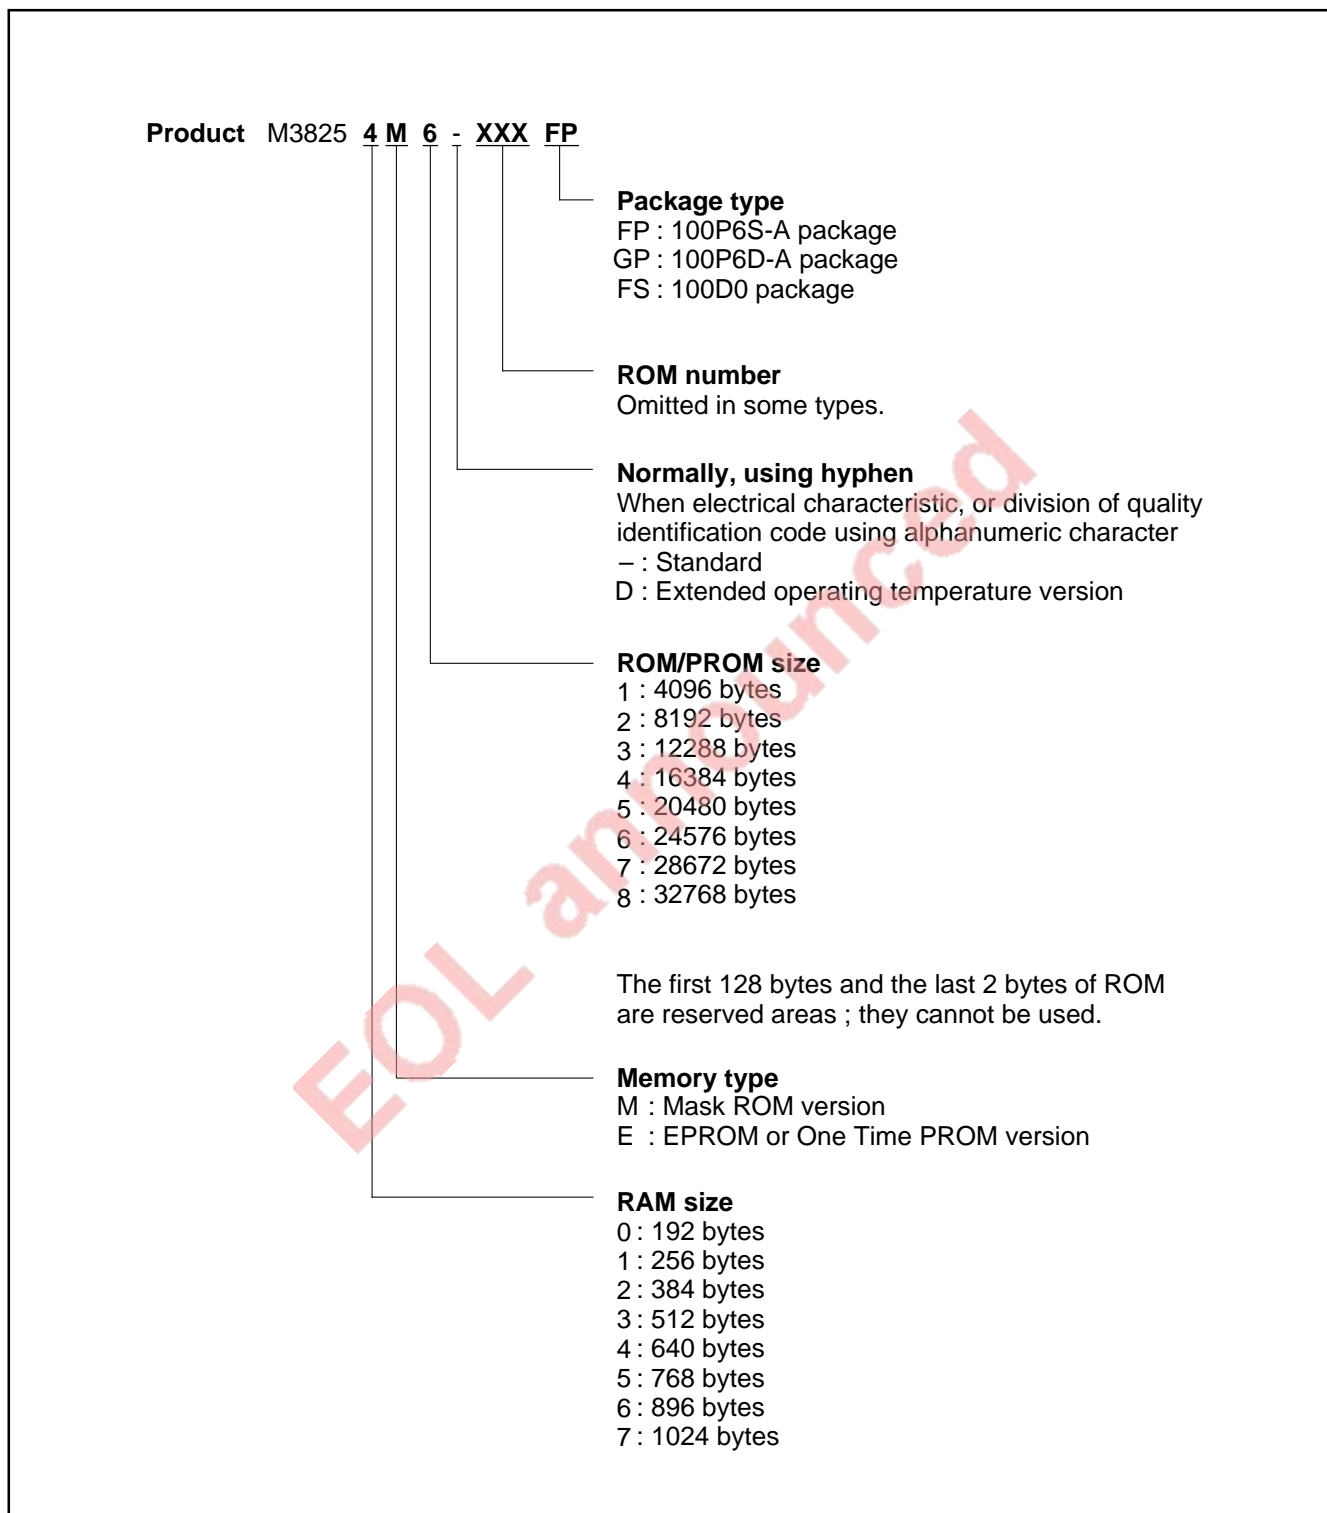 Product M3825 4 M 6 - XXX FP
Package type
FP : 100P6S-A package
GP : 100P6D-A package
FS : 100D0 package
ROM number
Omitted in some types.
Normally, using hyphen
When electrical characteristic, or division of quality
identification code using alphanumeric character
– : Standard
D : Extended operating temperature version
ROM/PROM size
1 : 4096 bytes
2 : 8192 bytes
3 : 12288 bytes
4 : 16384 bytes
5 : 20480 bytes
6 : 24576 bytes
7 : 28672 bytes
8 : 32768 bytes
The first 128 bytes and the last 2 bytes of ROM
are reserved areas ; they cannot be used.
Memory type
M : Mask ROM version
E : EPROM or One Time PROM version
RAM size
0 : 192 bytes
1 : 256 bytes
2 : 384 bytes
3 : 512 bytes
4 : 640 bytes
5 : 768 bytes
6 : 896 bytes
7 : 1024 bytes
EOL announced